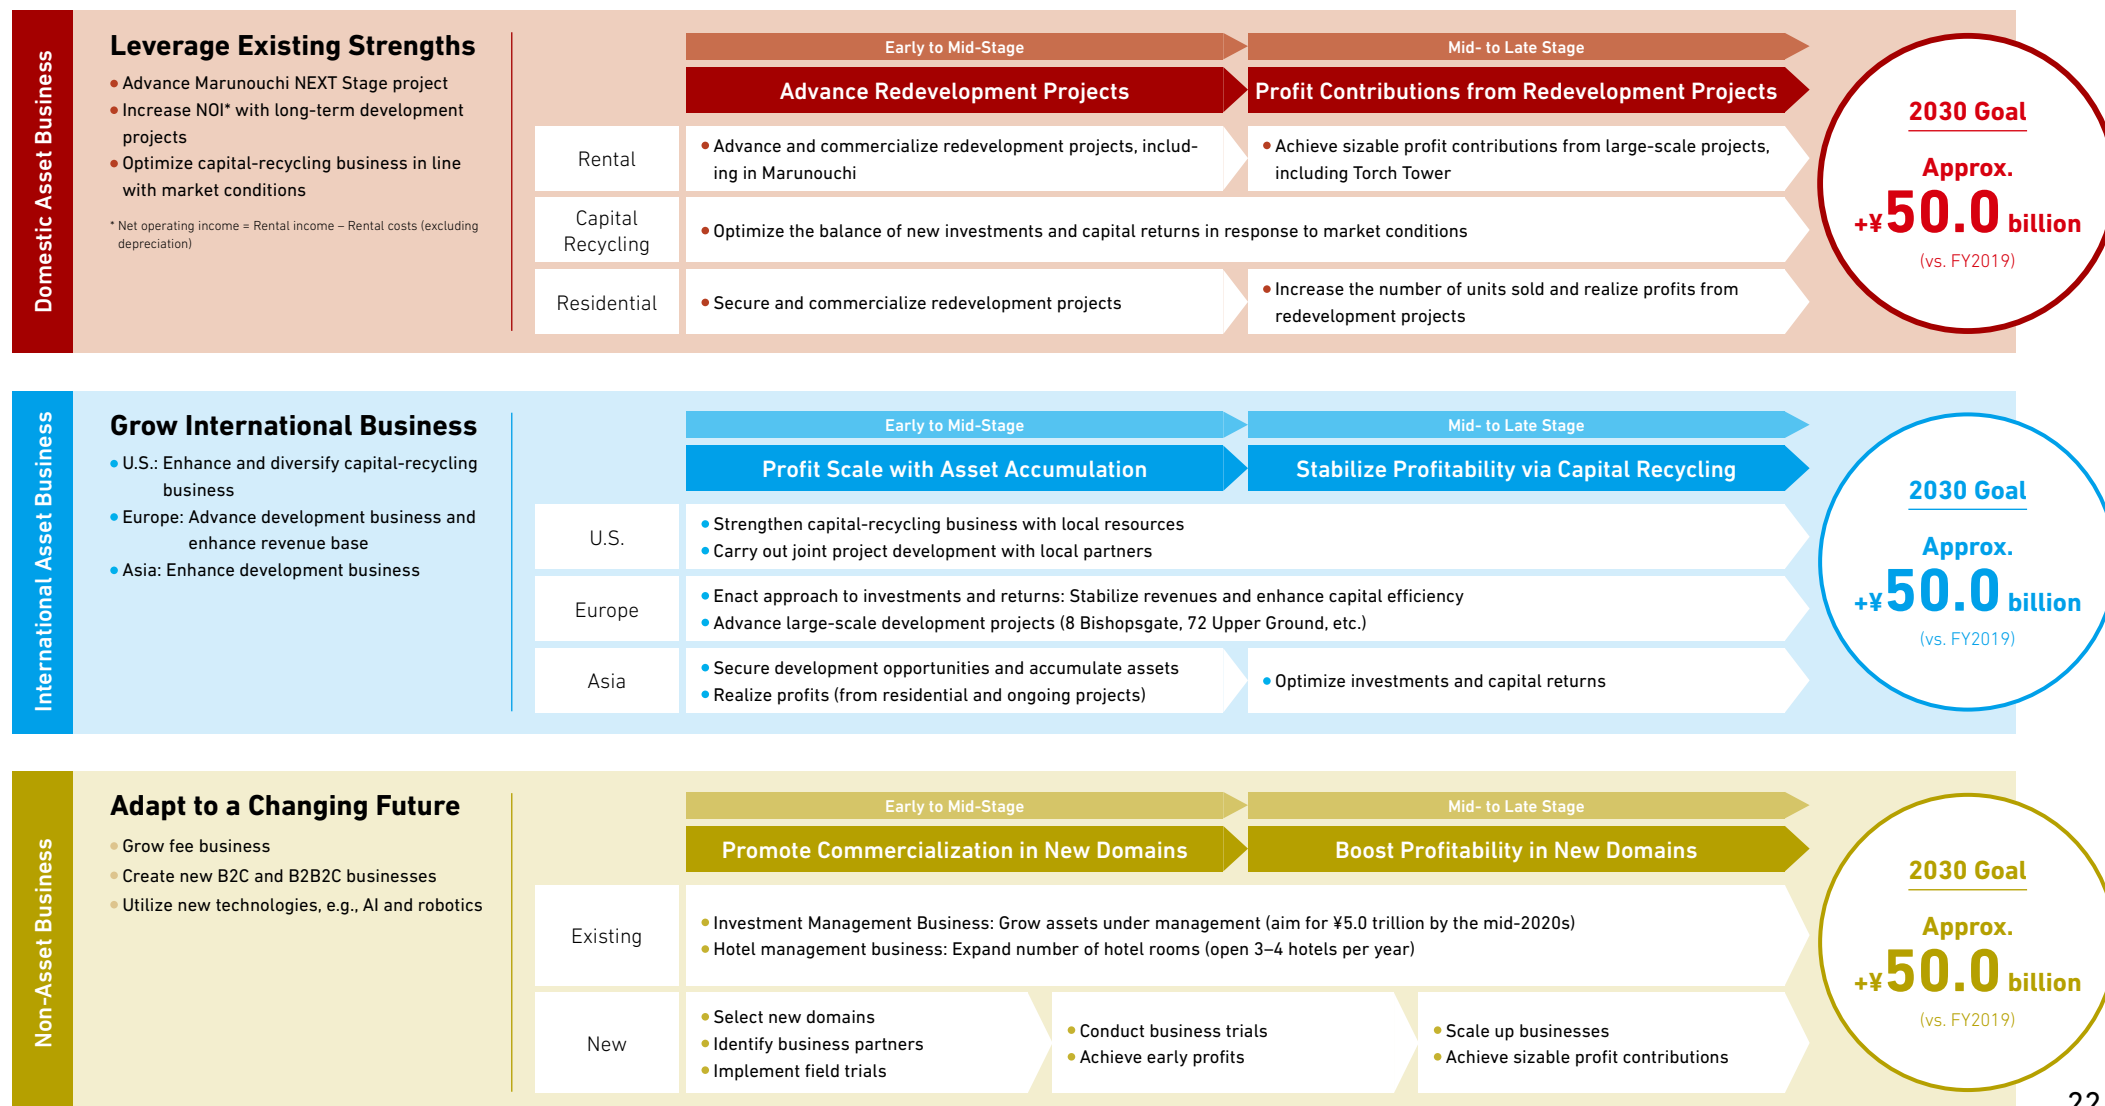 Domestic Asset Business
Leverage Existing Strengths
• Advance Marunouchi NEXT Stage project
• Increase NOI* with long-term development
projects
• Optimize capital-recycling business in line
with market conditions
* Net operating income = Rental income – Rental costs (excluding
depreciation)
Early to Mid-Stage
Mid- to Late Stage
Advance Redevelopment Projects
Profit Contributions from Redevelopment Projects
Rental
• Advance and commercialize redevelopment projects, includ-
ing in Marunouchi
• Achieve sizable profit contributions from large-scale projects,
including Torch Tower
Capital
Recycling
• Optimize the balance of new investments and capital returns in response to market conditions
Residential
• Secure and commercialize redevelopment projects
• Increase the number of units sold and realize profits from
redevelopment projects
2030 Goal
Approx.
+¥50.0 billion
(vs. FY2019)
International Asset Business
Grow International Business
• U.S.: Enhance and diversify capital-recycling
business
• Europe: Advance development business and
enhance revenue base
• Asia: Enhance development business
Early to Mid-Stage
Mid- to Late Stage
Profit Scale with Asset Accumulation
Stabilize Profitability via Capital Recycling
U.S.
• Strengthen capital-recycling business with local resources
• Carry out joint project development with local partners
Europe
• Enact approach to investments and returns: Stabilize revenues and enhance capital efficiency
• Advance large-scale development projects (8 Bishopsgate, 72 Upper Ground, etc.)
Asia
• Secure development opportunities and accumulate assets
• Realize profits (from residential and ongoing projects)
• Optimize investments and capital returns
2030 Goal
Approx.
+¥50.0 billion
(vs. FY2019)
Non-Asset Business
Adapt to a Changing Future
• Grow fee business
• Create new B2C and B2B2C businesses
• Utilize new technologies, e.g., AI and robotics
Early to Mid-Stage
Mid- to Late Stage
Promote Commercialization in New Domains
Boost Profitability in New Domains
Existing
• Investment Management Business: Grow assets under management (aim for ¥5.0 trillion by the mid-2020s)
• Hotel management business: Expand number of hotel rooms (open 3–4 hotels per year)
New
• Select new domains
• Identify business partners
• Implement field trials
• Conduct business trials
• Achieve early profits
• Scale up businesses
• Achieve sizable profit contributions
2030 Goal
Approx.
+¥50.0 billion
(vs. FY2019)
22